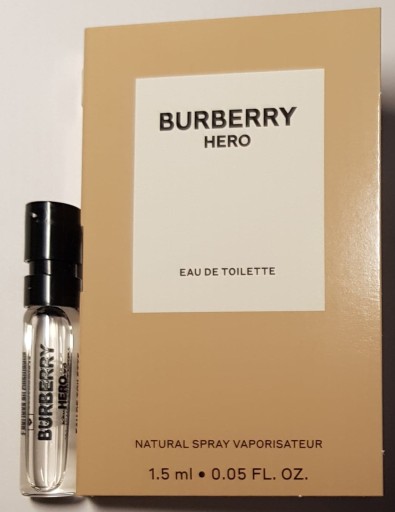 BURBERRY
HERO
EAU DE TOILETTE
NATURAL SPRAY VAPORISATEUR
1.5 ml • 0.05 FL. OZ.
BURBERRY
HERO